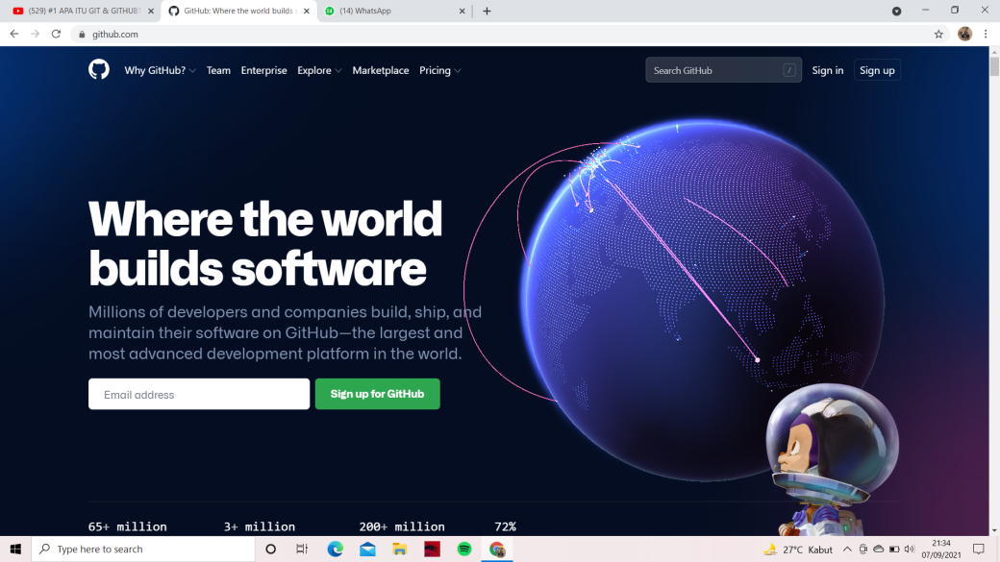 (529) #1 APA ITU GIT & GITHUB?
GitHub: Where the world builds
(14) WhatsApp
github.com
Why GitHub? Team Enterprise Explore Marketplace Pricing
Search GitHub /
Sign in
Sign up
Where the world
builds software
Millions of developers and companies build, ship, and
maintain their software on GitHub—the largest and
most advanced development platform in the world.
Email address
Sign up for GitHub
65+ million 3+ million 200+ million 72%
Type here to search
27°C Kabut
21:34
07/09/2021